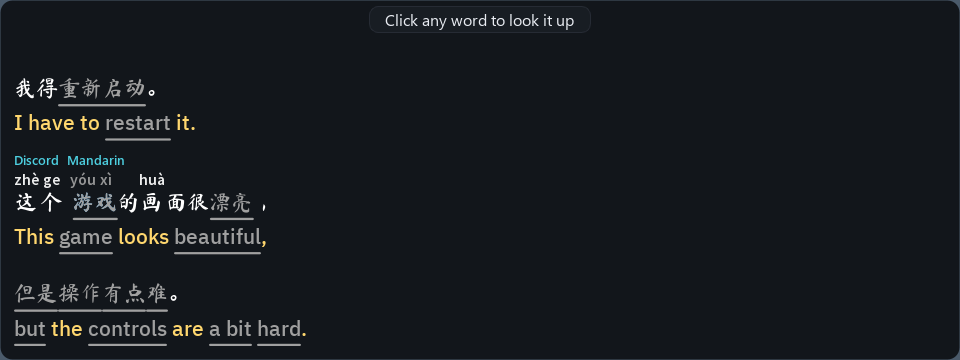 Click any word to look it up
我得重新启动。
I have to restart it.
Discord Mandarin
zhè ge yóu xì huà
这个 游戏的画面很漂亮，
This game looks beautiful,
但是操作有点难。
but the controls are a bit hard.